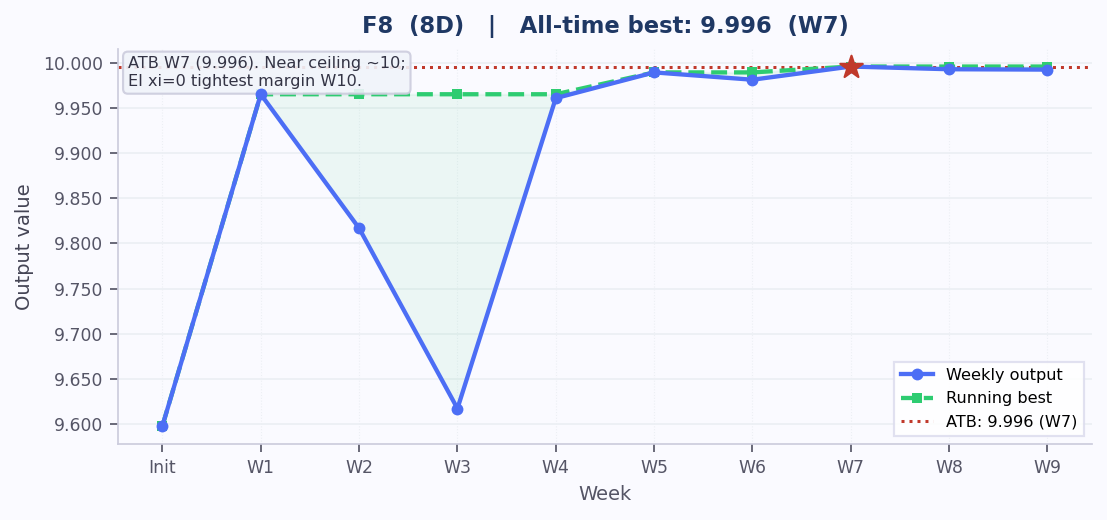 F8 (8D) | All-time best: 9.996 (W7)
ATB W7 (9.996). Near ceiling ~10;
EI xi=0 tightest margin W10.
Output value
10.000
9.950
9.900
9.850
9.800
9.750
9.700
9.650
9.600
Weekly output
Running best
ATB: 9.996 (W7)
Init W1 W2 W3 W4 W5 W6 W7 W8 W9
Week